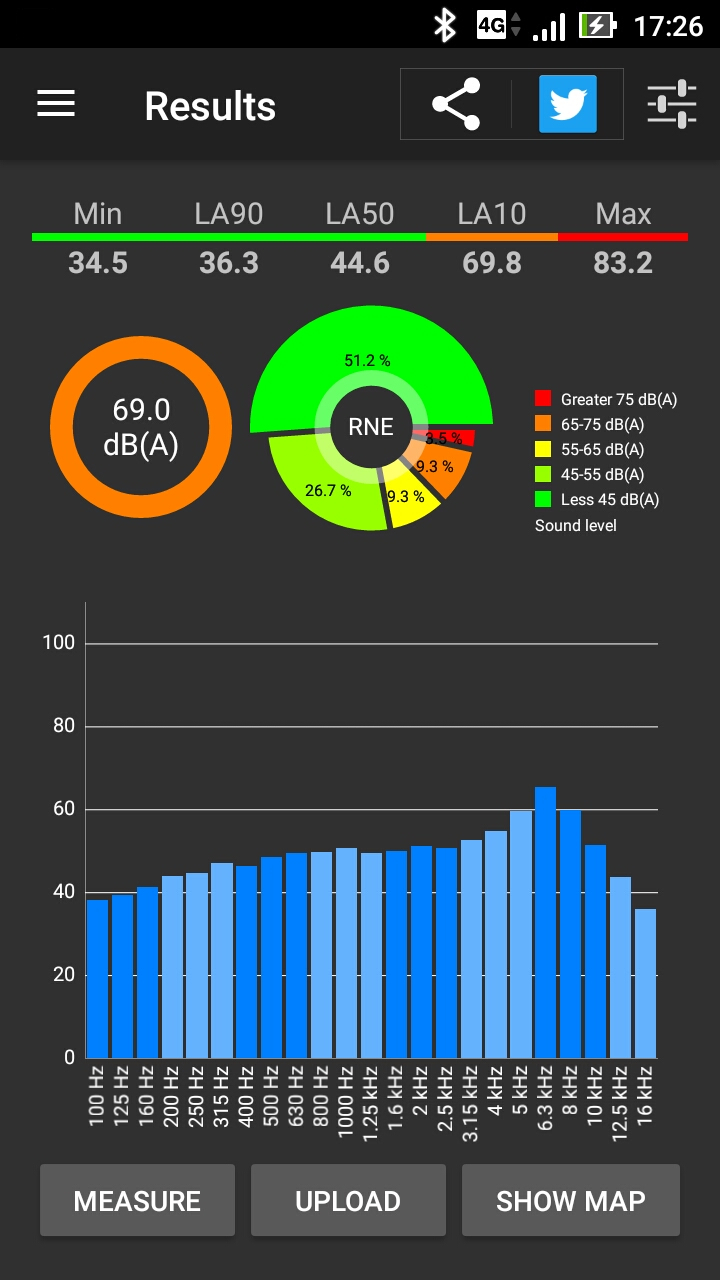 4G 17:26
Results
Min LA90 LA50 LA10 Max
34.5 36.3 44.6 69.8 83.2
69.0
dB(A)
51.2 %
RNE
3.5 %
9.3 %
9.3 %
26.7 %
Greater 75 dB(A)
65-75 dB(A)
55-65 dB(A)
45-55 dB(A)
Less 45 dB(A)
Sound level
100
80
60
40
20
0
100 Hz
125 Hz
160 Hz
200 Hz
250 Hz
315 Hz
400 Hz
500 Hz
630 Hz
800 Hz
1000 Hz
1.25 kHz
1.6 kHz
2 kHz
2.5 kHz
3.15 kHz
4 kHz
5 kHz
6.3 kHz
8 kHz
10 kHz
12.5 kHz
16 kHz
MEASURE UPLOAD SHOW MAP